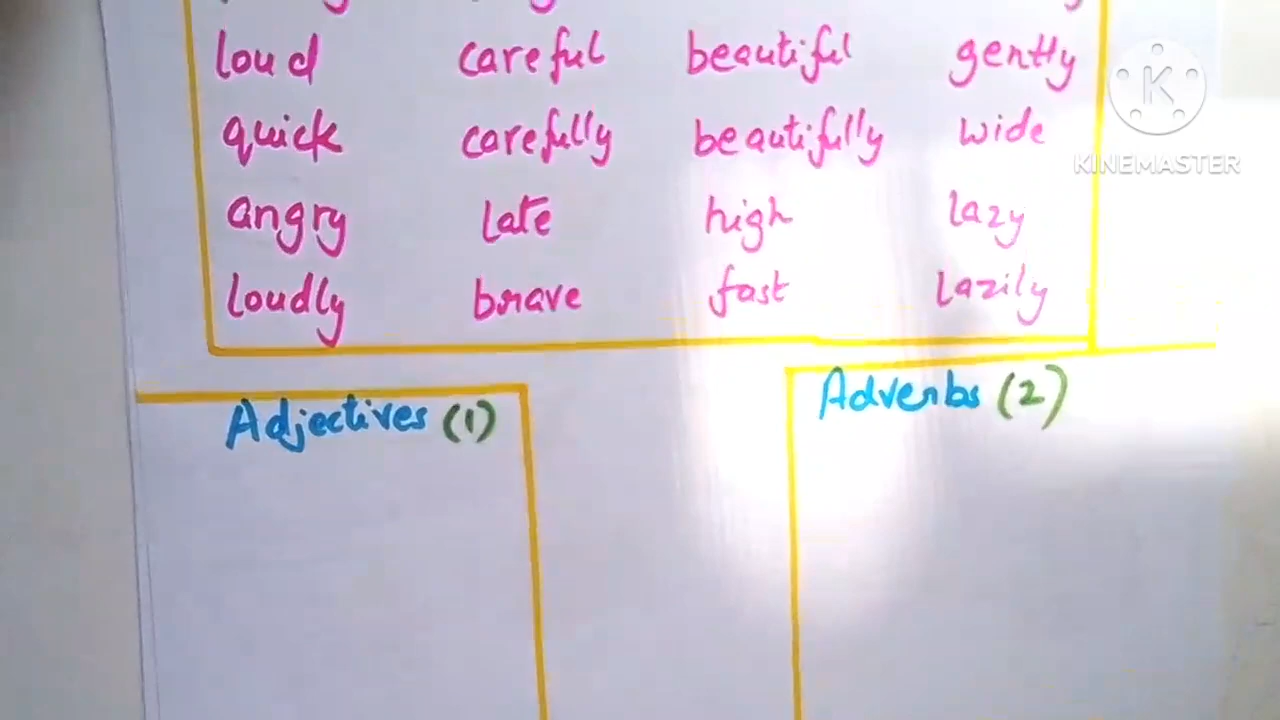 loud careful beautiful gently
quick carefully beautifully wide
angry late high lazy
loudly brave fast lazily
Adjectives (1) Adverbs (2)
K
KINEMASTER